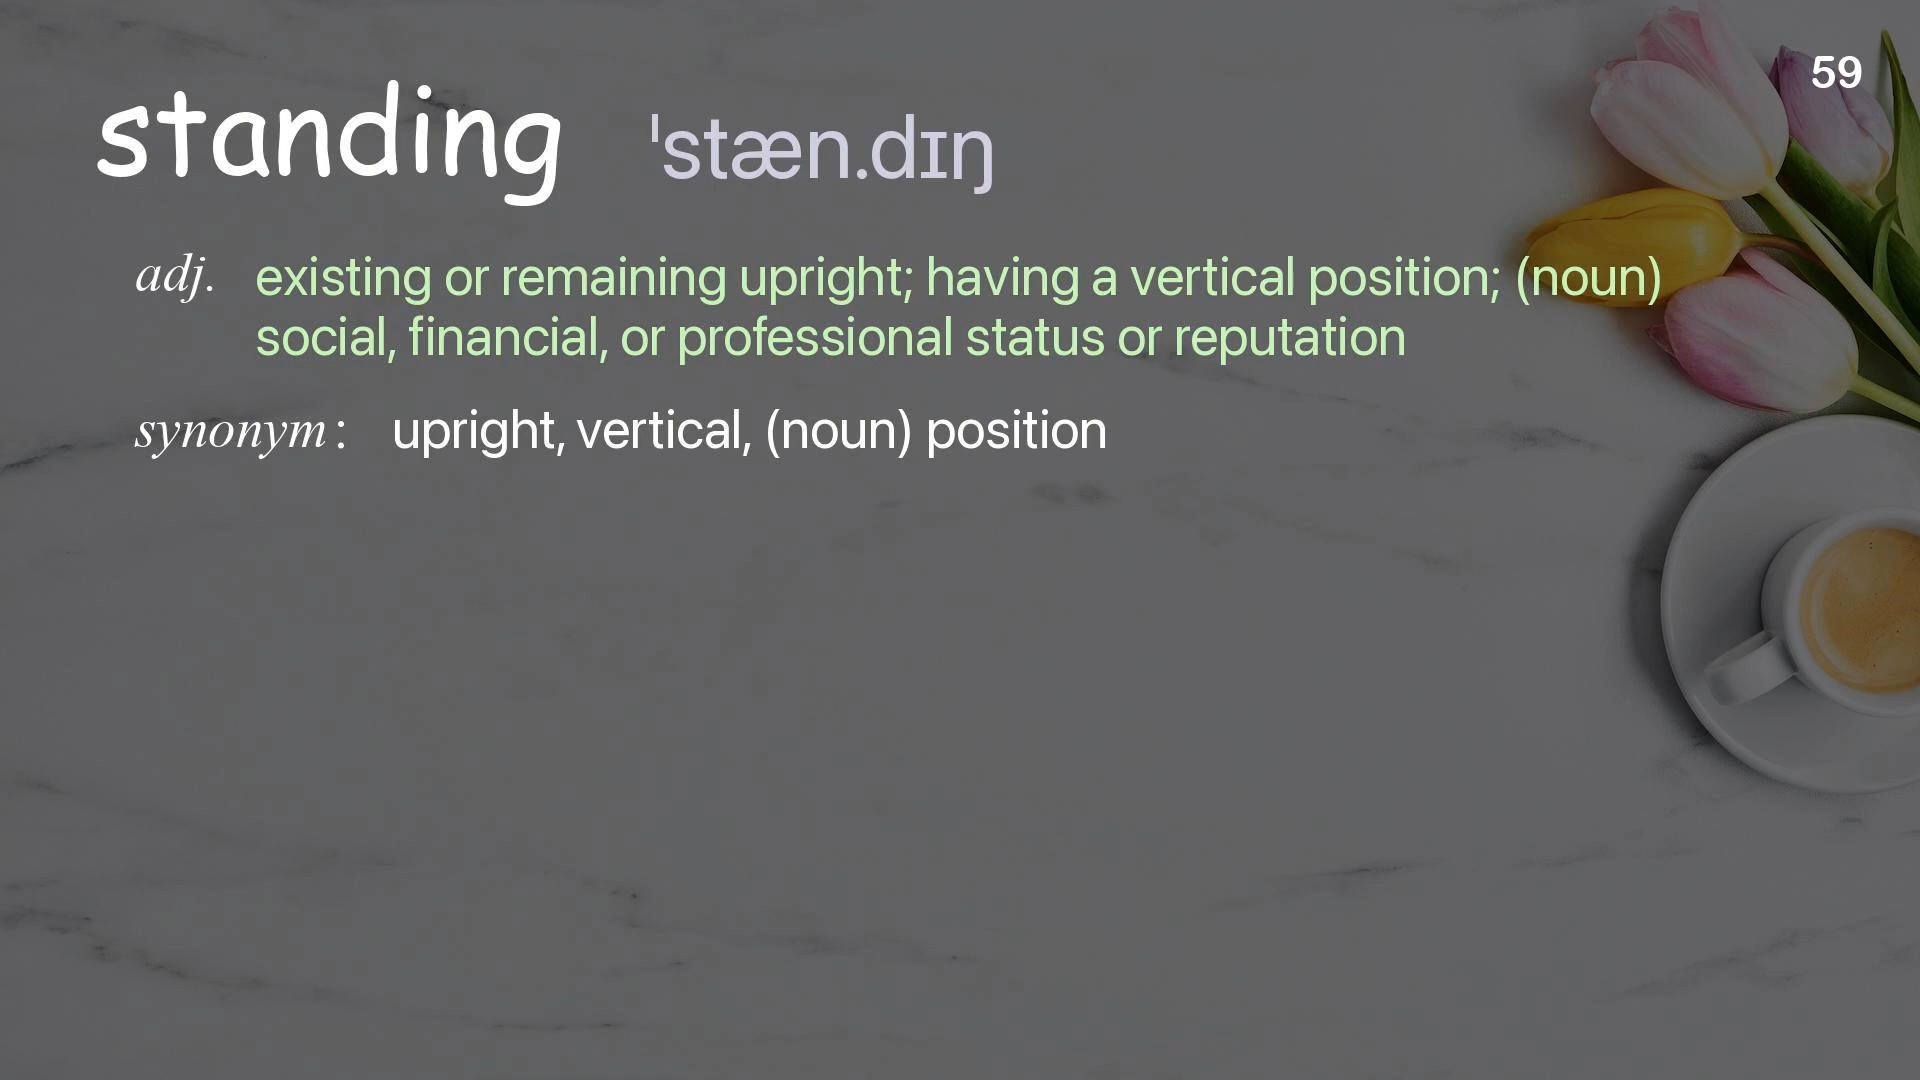 59
standing ˈstæn.dɪŋ
adj. existing or remaining upright; having a vertical position; (noun)
social, financial, or professional status or reputation
synonym: upright, vertical, (noun) position